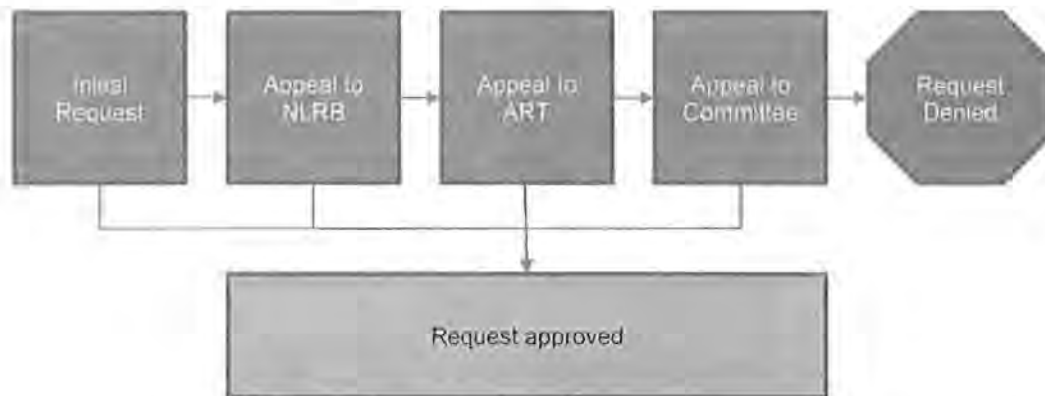 Initial
Request
Appeal to
NLRB
Appeal to
ART
Appeal to
Committee
Request
Denied
Request approved